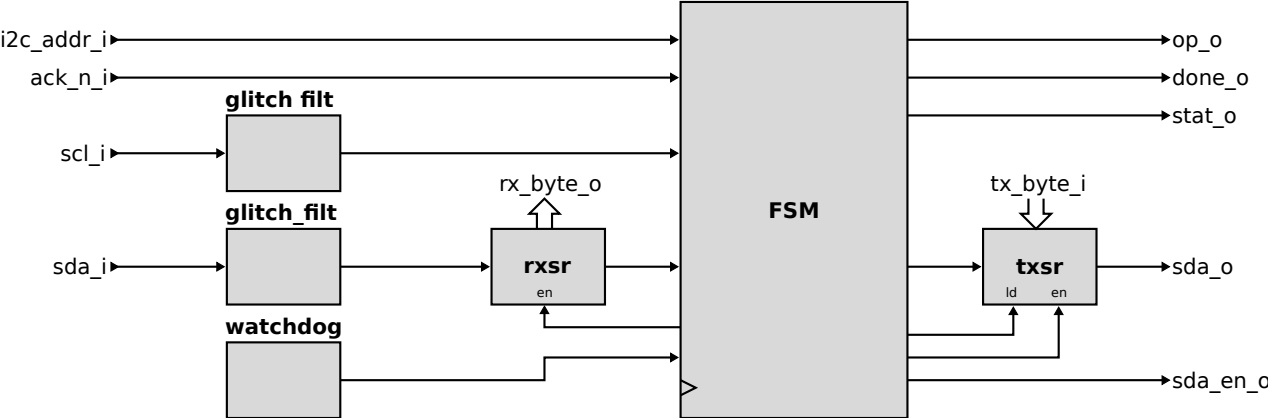 i2c_addr_i
op_o
ack_n_i
done_o
glitch filt
stat_o
scl_i
rx_byte_o
tx_byte_i
glitch_filt
FSM
sda_i
rxsr
en
txsr
ld
en
sda_o
watchdog
sda_en_o